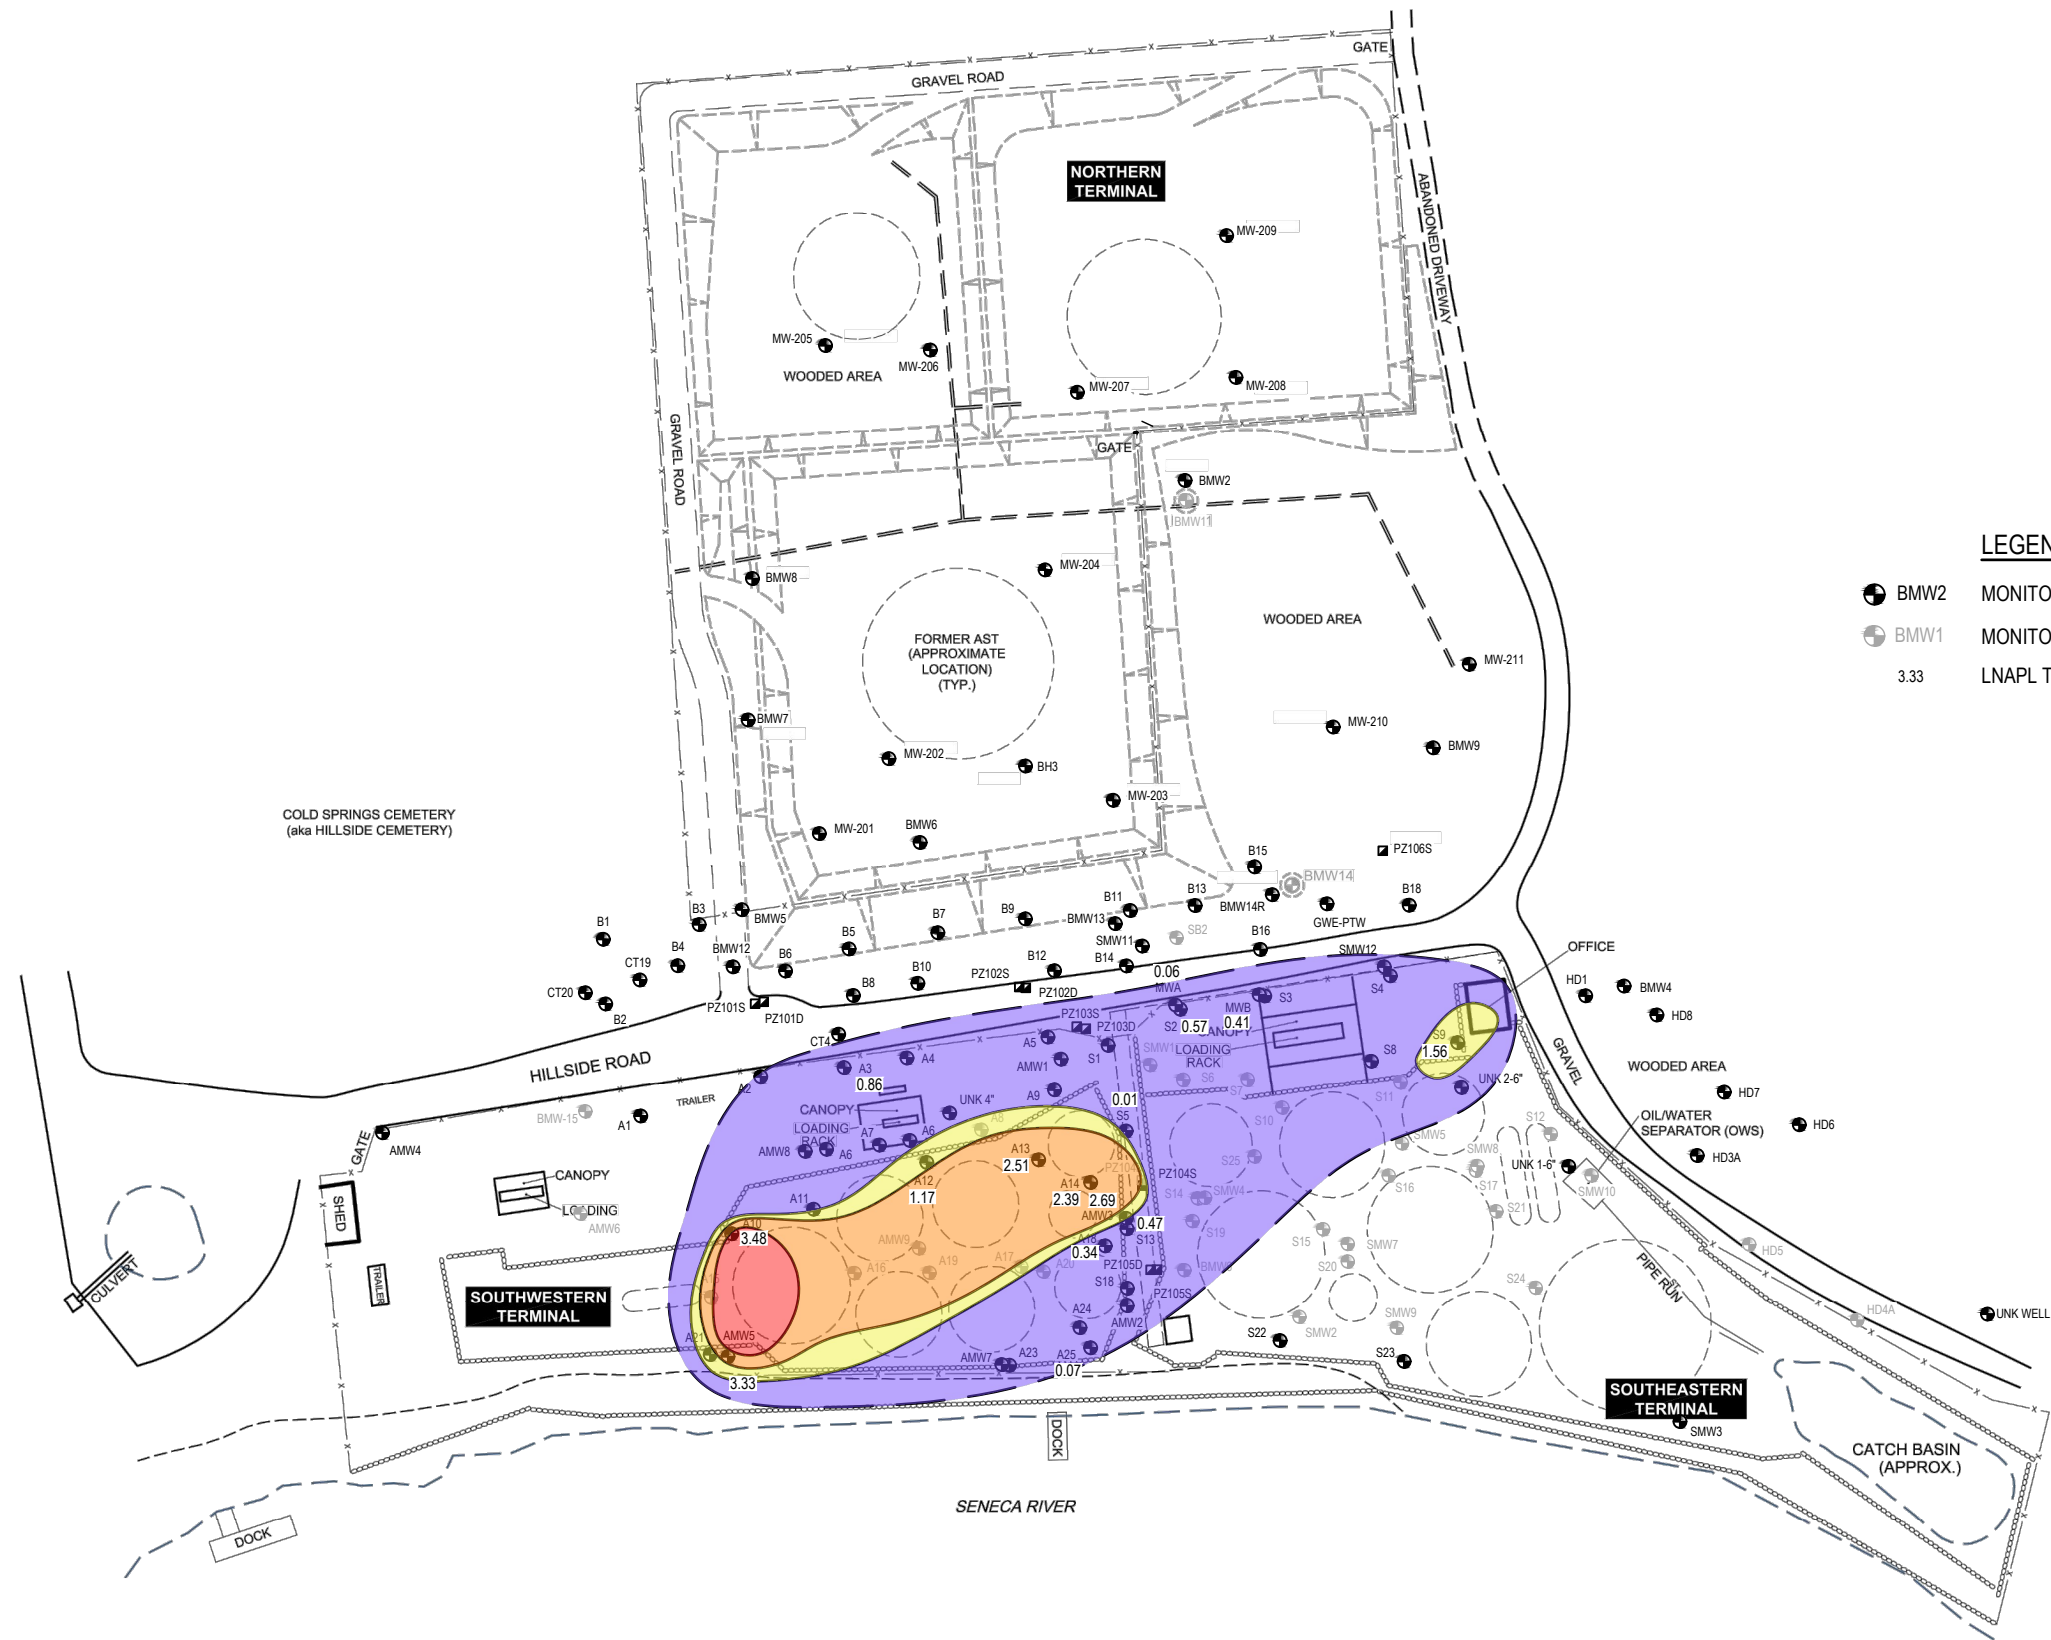 GATE
GRAVEL ROAD
NORTHERN
TERMINAL
ABANDONED DRIVEWAY
MW-209
MW-205
MW-206
WOODED AREA
MW-207
MW-208
GRAVEL ROAD
GATE
BMW2
BMW11
LEGEN
BMW2 MONITO
BMW1 MONITO
3.33 LNAPL T
BMW8
MW-204
WOODED AREA
FORMER AST
(APPROXIMATE
LOCATION)
(TYP.)
MW-211
BMW7
MW-210
BMW9
MW-202
BH3
MW-203
COLD SPRINGS CEMETERY
(aka HILLSIDE CEMETERY)
MW-201
BMW6
PZ106S
B15
BMW14
B1
B3
BMW5
B7
B9
B11
BMW13
B13
BMW14R
GWE-PTW
B18
B4
BMW12
B6
B5
SMW11
SB2
B16
SMW12
OFFICE
CT19
CT20
B2
B8
B10
PZ102S
PZ102D
B12
B14
0.06
PZ101S
PZ101D
MWA
MWB
S3
S4
HD1
BMW4
HD8
S2
0.57
0.41
PZ103S
PZ103D
CT4
CANOPY
LOADING
RACK
S9
1.56
HILLSIDE ROAD
A2
A3
A4
A5
AMW1
S1
SMW1
S6
S7
S8
GRAVEL
WOODED AREA
0.86
TRAILER
BMW-15
A1
CANOPY
LOADING
RACK
UNK 4"
A9
0.01
S5
S10
S11
UNK 2-6"
HD7
OIL/WATER
SEPARATOR (OWS)
HD6
HD3A
GATE
AMW4
AMW8
A6
A7
A6
A8
A13
2.51
A12
1.17
A14
2.39
2.69
PZ104
PZ104S
S25
SMW5
S12
SMW8
UNK 1-6"
SMW10
CANOPY
LOADING
AMW6
SHED
A11
A10
3.48
AMW3
0.47
S13
A18
0.34
S14
SMW4
S16
S17
S21
S19
AMW9
A16
A19
A17
A20
PZ105D
PZ105S
S15
SMW7
S20
HD5
PIPE RUN
CULVERT
TRAILER
A15
SOUTHWESTERN
TERMINAL
S18
S24
A24
AMW2
SMW2
SMW9
HD4A
UNK WELL
A21
AMW5
3.33
AMW7
A23
A25
0.07
S22
S23
SOUTHEASTERN
TERMINAL
SMW3
DOCK
CATCH BASIN
(APPROX.)
SENECA RIVER
DOCK